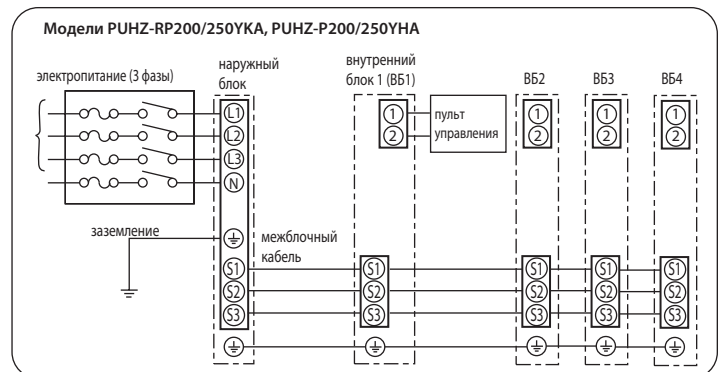 Модели PUHZ-RP200/250YKA, PUHZ-P200/250YHA
электропитание (3 фазы)
наружный
блок
внутренний
блок 1 (ВБ1)
ВБ2
ВБ3
ВБ4
L1
L2
L3
N
1
2
пульт
управления
1
2
1
2
1
2
заземление
межблочный
кабель
S1
S2
S3
S1
S2
S3
S1
S2
S3
S1
S2
S3
S1
S2
S3